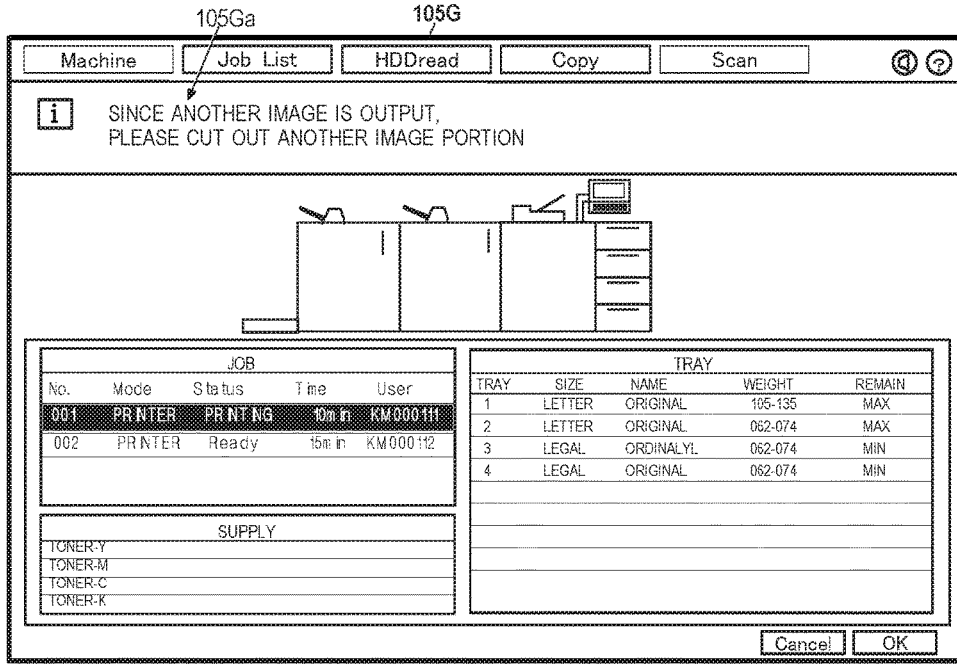 105Ga 105G
Machine Job List HDDread Copy Scan ?
i SINCE ANOTHER IMAGE IS OUTPUT,
PLEASE CUT OUT ANOTHER IMAGE PORTION
JOB
No. Mode Status Time User
001 PRINTER PRINTING 10min KM000111
002 PRINTER Ready 15min KM000112
SUPPLY
TONER-Y
TONER-M
TONER-C
TONER-K
TRAY
TRAY SIZE NAME WEIGHT REMAIN
1 LETTER ORIGINAL 105-135 MAX
2 LETTER ORIGINAL 062-074 MAX
3 LEGAL ORDINALYL 062-074 MIN
4 LEGAL ORIGINAL 062-074 MIN
Cancel OK